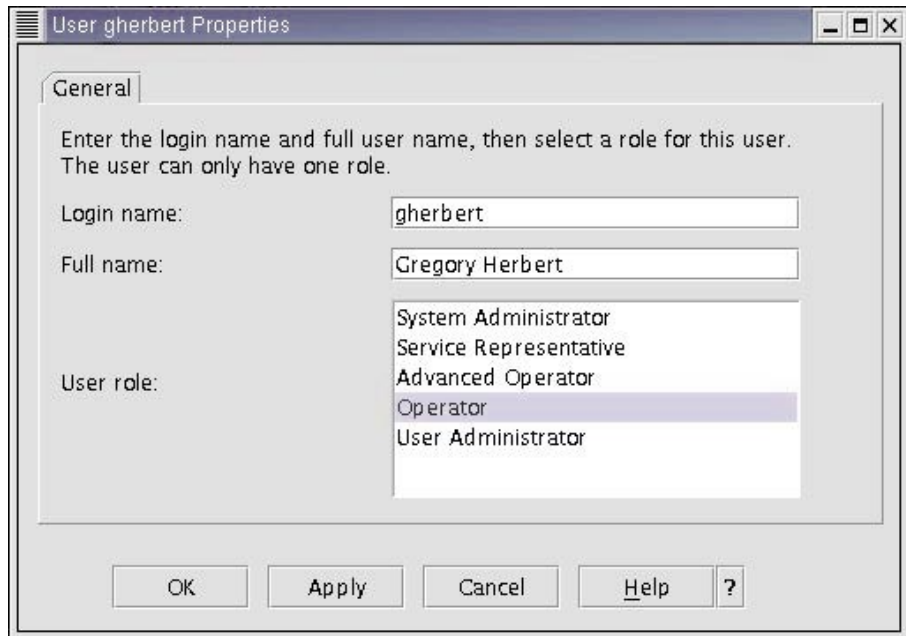 User gherbert Properties
General
Enter the login name and full user name, then select a role for this user.
The user can only have one role.
Login name:
gherbert
Full name:
Gregory Herbert
User role:
System Administrator
Service Representative
Advanced Operator
Operator
User Administrator
OK
Apply
Cancel
Help
?